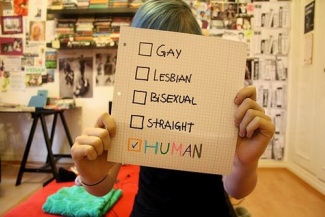 GAY
LESBIAN
BISEXUAL
STRAIGHT
HUMAN